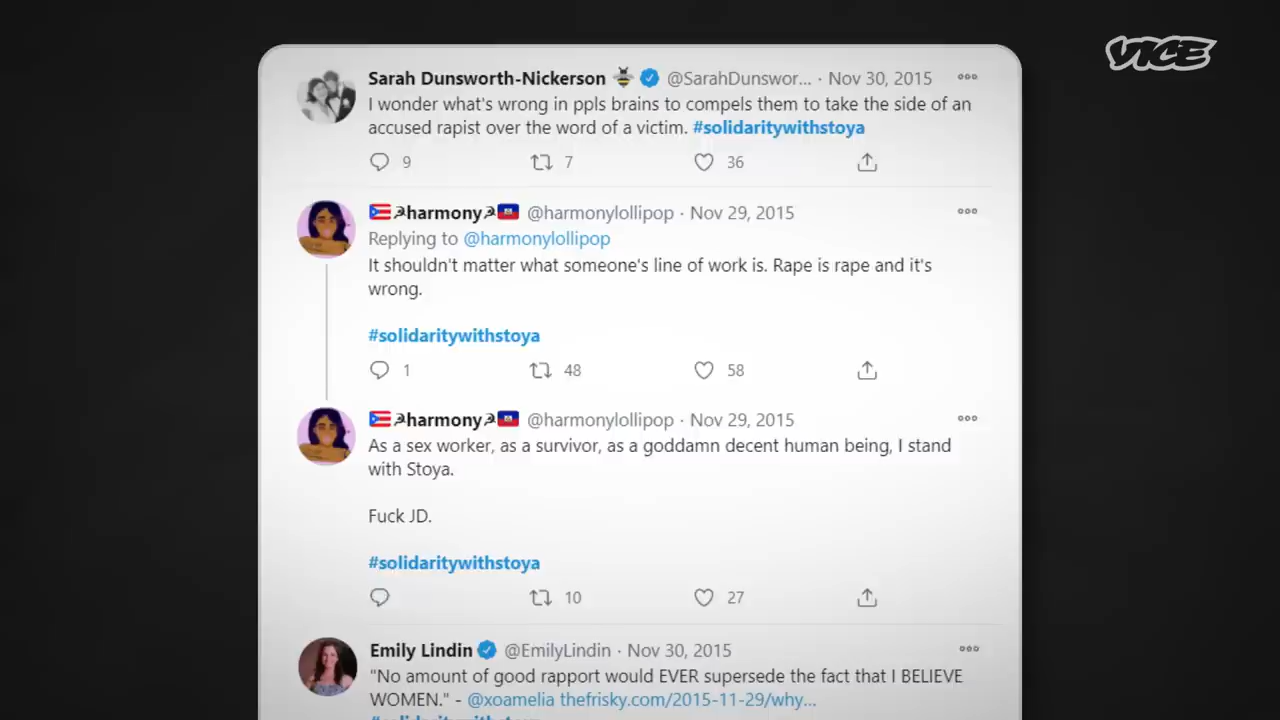 VICE
Sarah Dunsworth-Nickerson @SarahDunswor... · Nov 30, 2015
I wonder what's wrong in ppls brains to compels them to take the side of an
accused rapist over the word of a victim. #solidaritywithstoya
9 7 36
harmony @harmonylollipop · Nov 29, 2015
Replying to @harmonylollipop
It shouldn't matter what someone's line of work is. Rape is rape and it's
wrong.
#solidaritywithstoya
1 48 58
harmony @harmonylollipop · Nov 29, 2015
As a sex worker, as a survivor, as a goddamn decent human being, I stand
with Stoya.
Fuck JD.
#solidaritywithstoya
10 27
Emily Lindin @EmilyLindin · Nov 30, 2015
"No amount of good rapport would EVER supersede the fact that I BELIEVE
WOMEN." - @xoamelia thefrisky.com/2015-11-29/why...